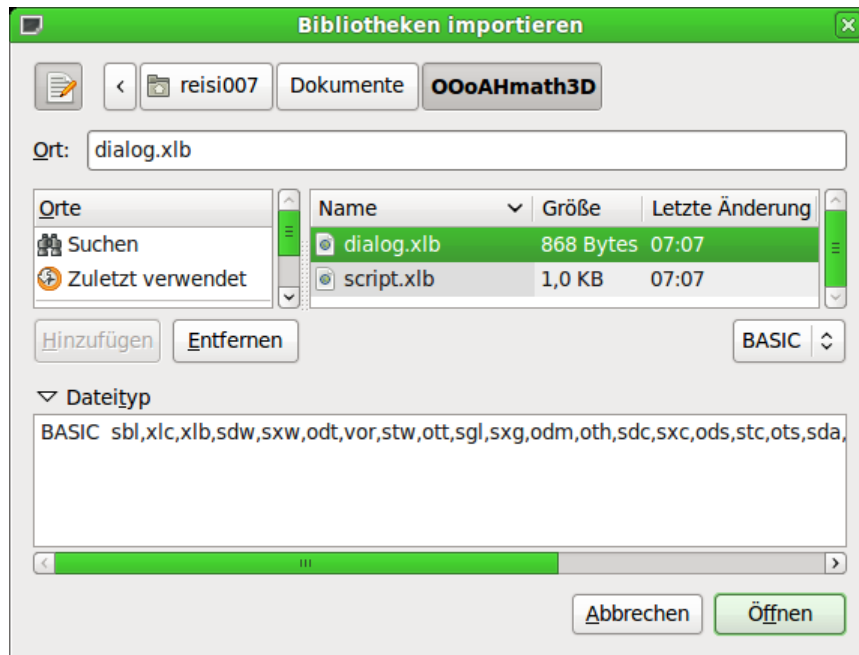 Bibliotheken importieren
reisi007 Dokumente OOoAHmath3D
Ort: dialog.xlb
Orte Name Größe Letzte Änderung
Suchen dialog.xlb 868 Bytes 07:07
Zuletzt verwendet script.xlb 1,0 KB 07:07
Hinzufügen Entfernen BASIC
Dateityp
BASIC sbl,xlc,xlb,sdw,sxw,odt,vor,stw,ott,sgl,sxg,odm,oth,sdc,sxc,ods,stc,ots,sda,
Abbrechen Öffnen